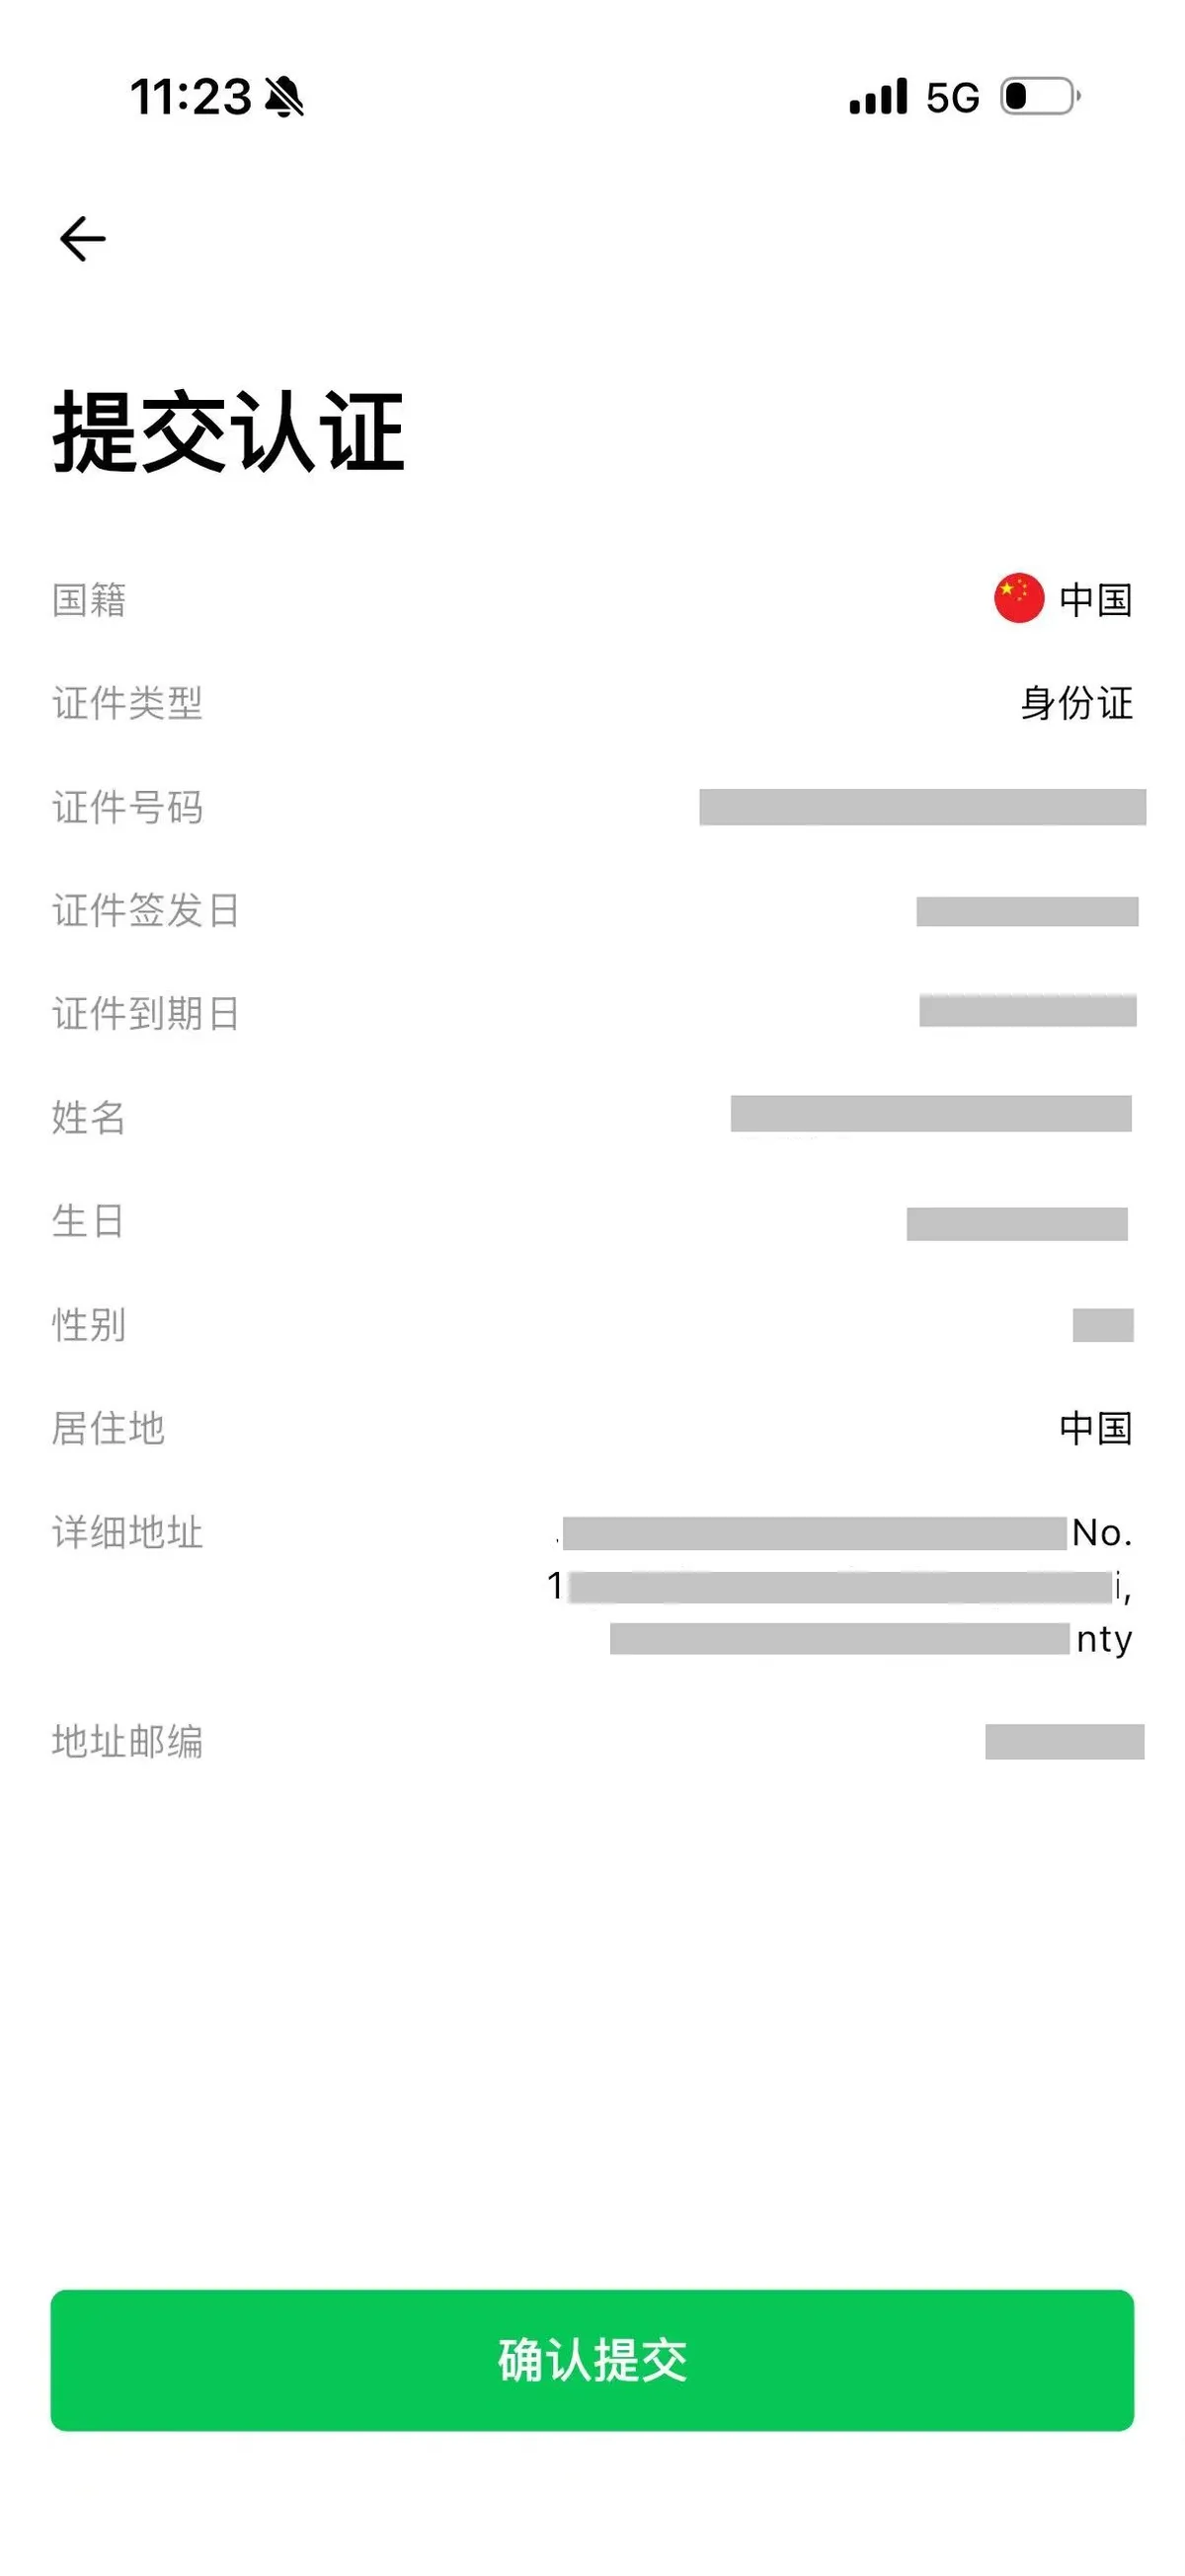 11:23
5G
提交认证
国籍 中国
证件类型 身份证
证件号码
证件签发日
证件到期日
姓名
生日
性别
居住地 中国
详细地址 No.
1 i,
nty
地址邮编
确认提交